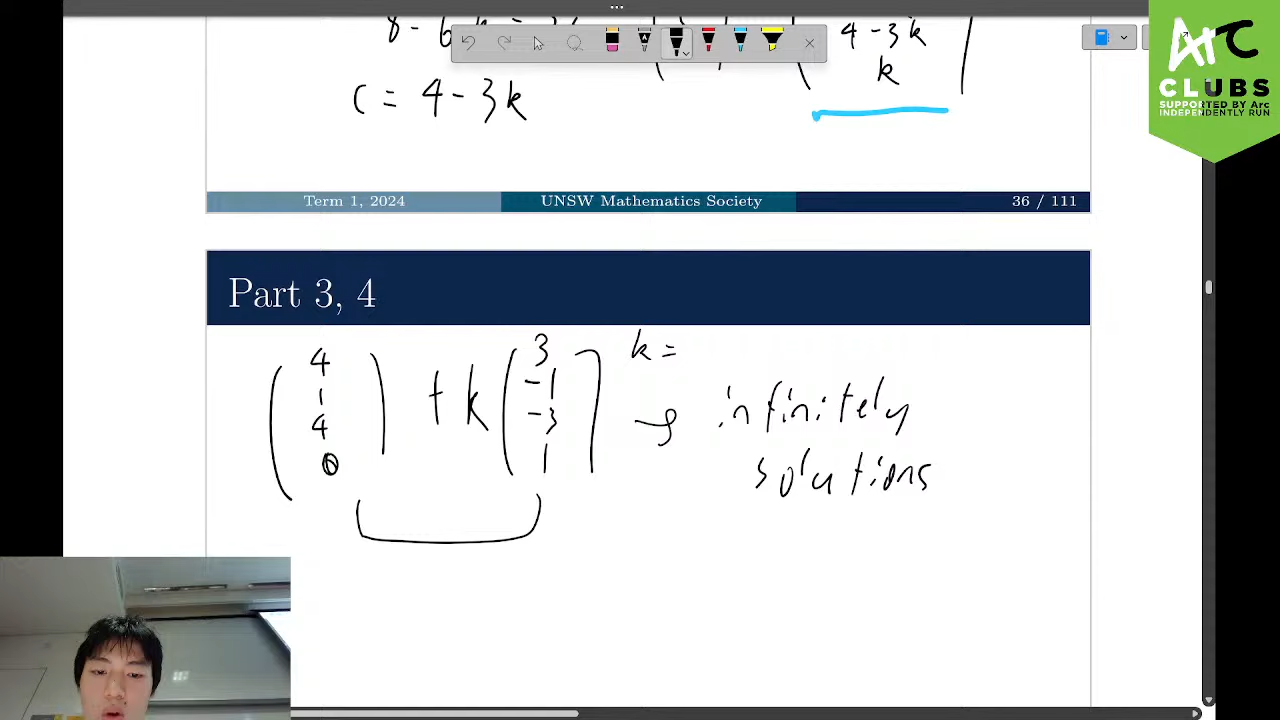 4 - 3k
k
c = 4 - 3k
Term 1, 2024
UNSW Mathematics Society
36 / 111
Part 3, 4
4
1
4
0
+ k
3
-1
-3
1
k =
infinitely
solutions
ARC
CLUBS
SUPPORTED BY Arc
INDEPENDENTLY RUN